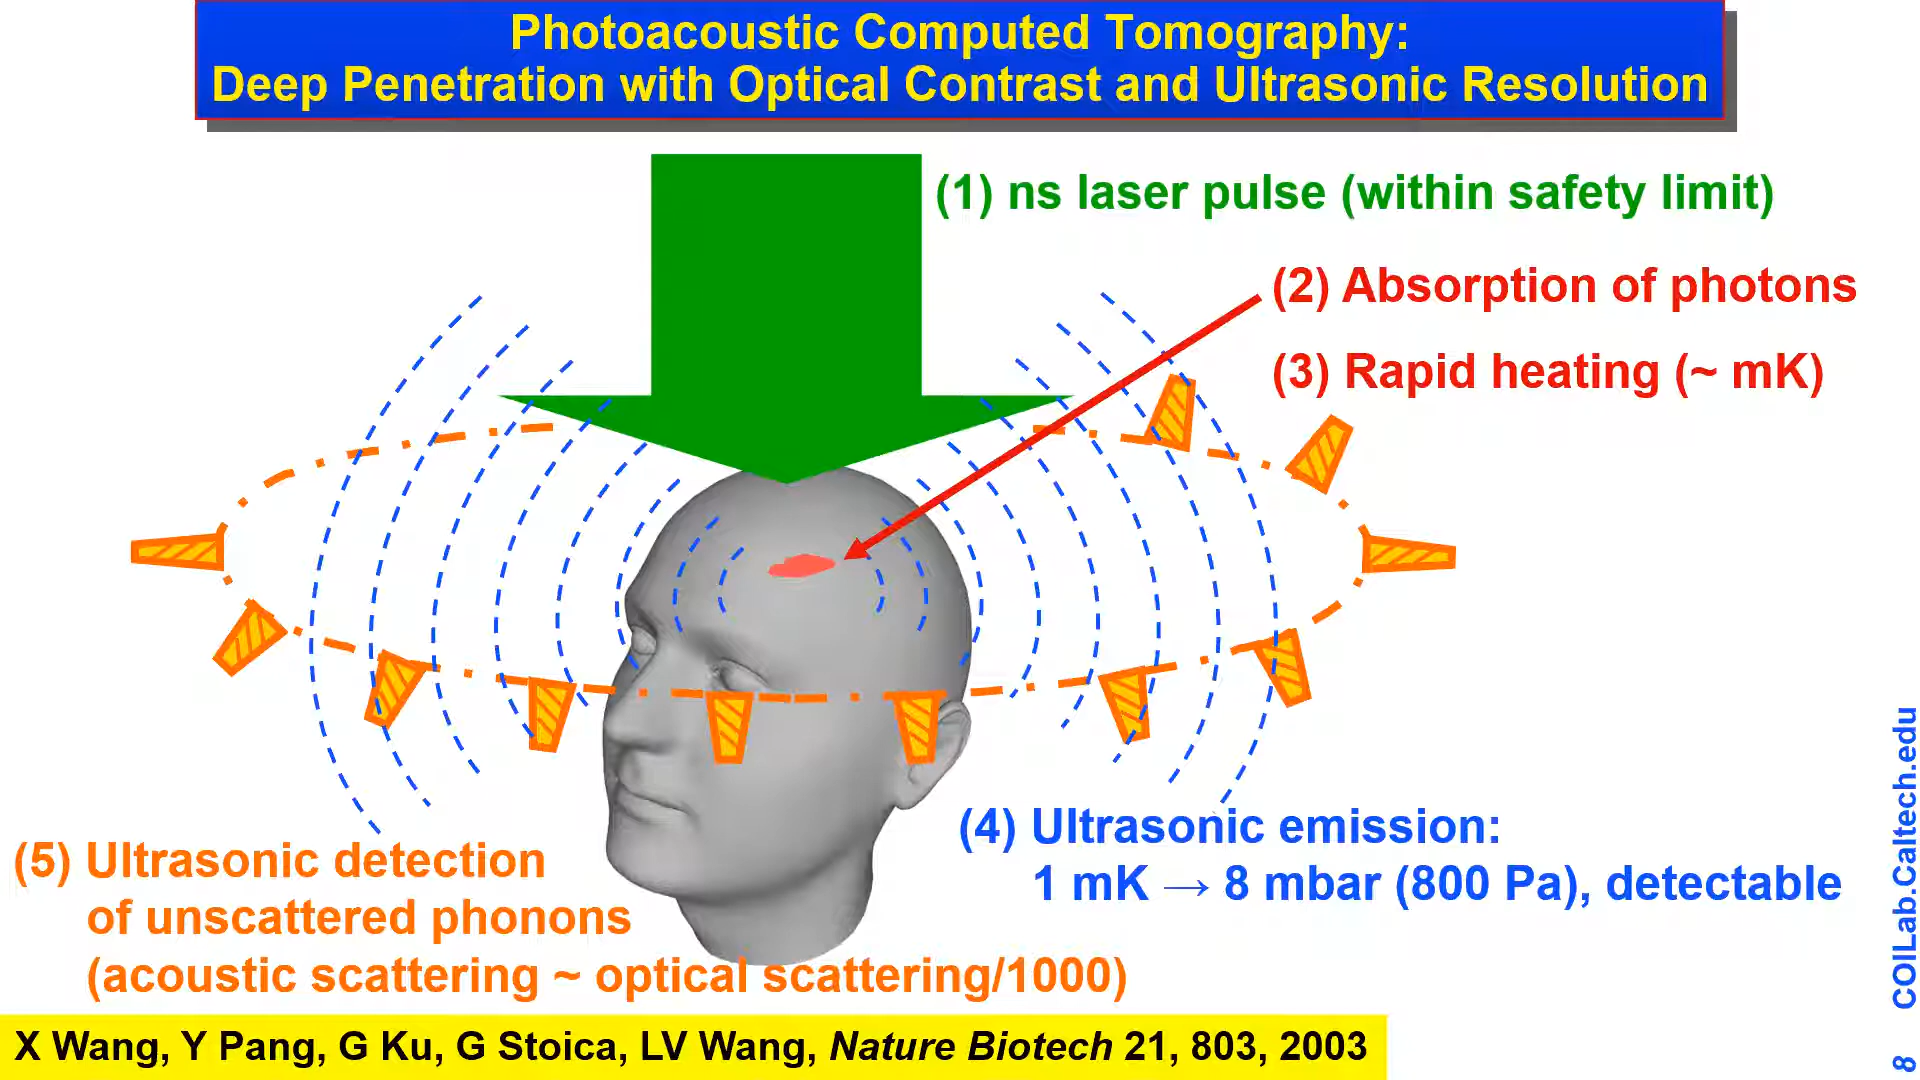 Photoacoustic Computed Tomography:
Deep Penetration with Optical Contrast and Ultrasonic Resolution
(1) ns laser pulse (within safety limit)
(2) Absorption of photons
(3) Rapid heating (~ mK)
(4) Ultrasonic emission:
1 mK → 8 mbar (800 Pa), detectable
(5) Ultrasonic detection
of unscattered phonons
(acoustic scattering ~ optical scattering/1000)
X Wang, Y Pang, G Ku, G Stoica, LV Wang, Nature Biotech 21, 803, 2003
8 COILab.Caltech.edu